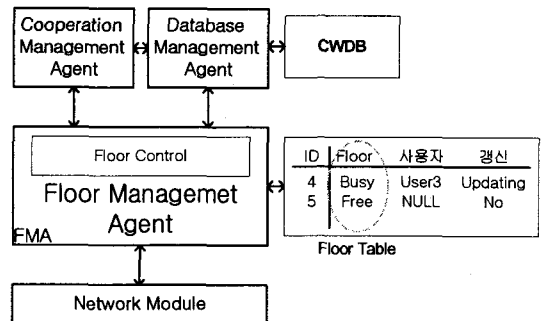 Cooperation
Management
Agent
Database
Management
Agent
CWDB
Floor Control
Floor Managemet
Agent
FMA
ID Floor 사용자 갱신
4 Busy User3 Updating
5 Free NULL No
Floor Table
Network Module